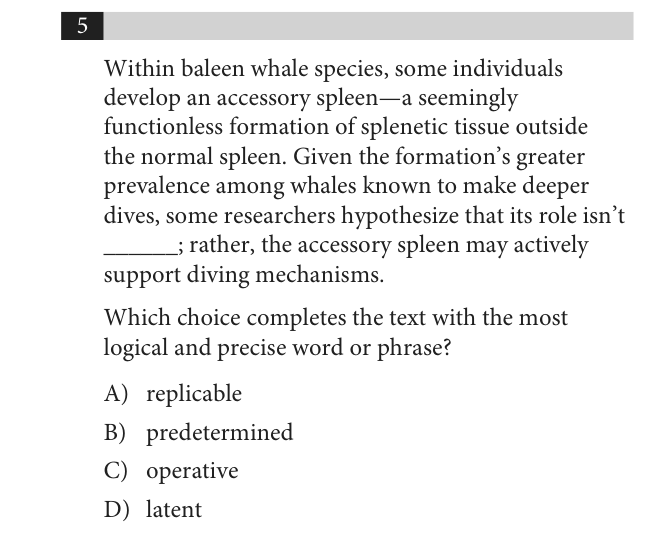 5
Within baleen whale species, some individuals
develop an accessory spleen—a seemingly
functionless formation of splenetic tissue outside
the normal spleen. Given the formation’s greater
prevalence among whales known to make deeper
dives, some researchers hypothesize that its role isn’t
______; rather, the accessory spleen may actively
support diving mechanisms.
Which choice completes the text with the most
logical and precise word or phrase?
A) replicable
B) predetermined
C) operative
D) latent